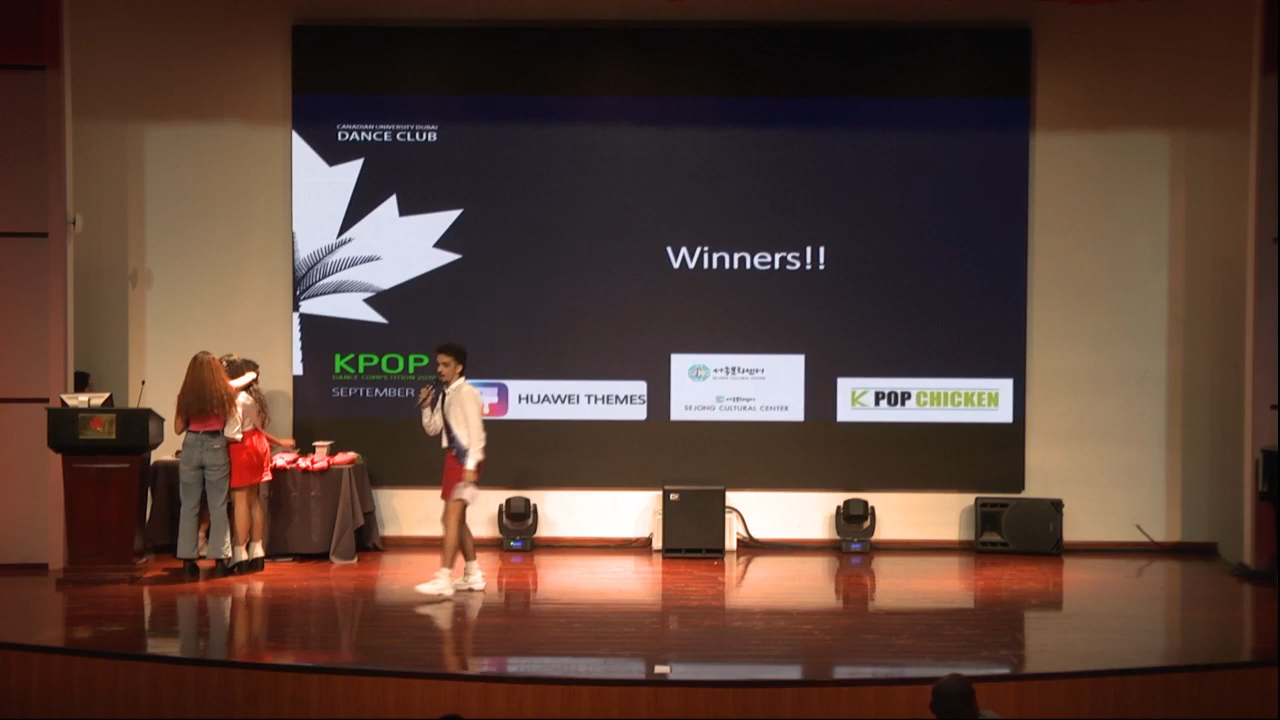 CANADIAN UNIVERSITY DUBAI
DANCE CLUB
Winners!!
KPOP
SEPTEMBER
HUAWEI THEMES
SEJONG CULTURAL CENTER
K POP CHICKEN